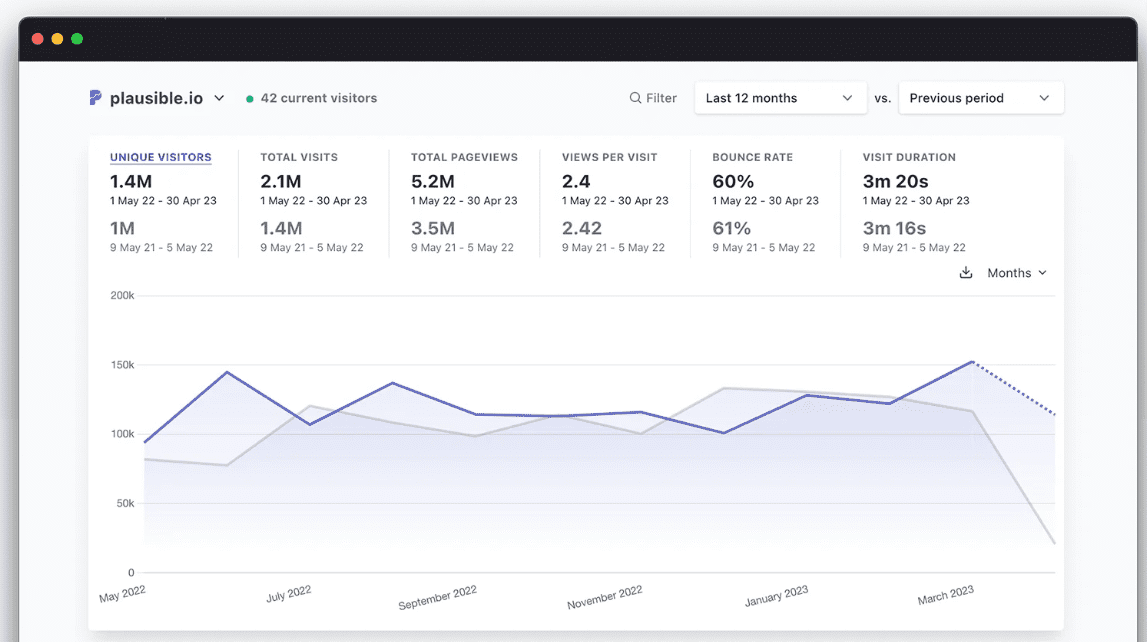 plausible.io 42 current visitors Filter Last 12 months vs. Previous period
UNIQUE VISITORS TOTAL VISITS TOTAL PAGEVIEWS VIEWS PER VISIT BOUNCE RATE VISIT DURATION
1.4M 2.1M 5.2M 2.4 60% 3m 20s
1 May 22 - 30 Apr 23 1 May 22 - 30 Apr 23 1 May 22 - 30 Apr 23 1 May 22 - 30 Apr 23 1 May 22 - 30 Apr 23 1 May 22 - 30 Apr 23
1M 1.4M 3.5M 2.42 61% 3m 16s
9 May 21 - 5 May 22 9 May 21 - 5 May 22 9 May 21 - 5 May 22 9 May 21 - 5 May 22 9 May 21 - 5 May 22 9 May 21 - 5 May 22
Months
200k
150k
100k
50k
0
May 2022 July 2022 September 2022 November 2022 January 2023 March 2023